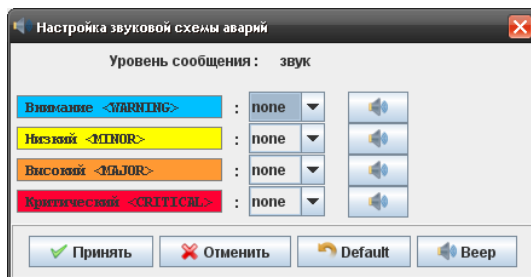 Настройка звуковой схемы аварий
Уровень сообщения : звук
Внимание <WARNING> : none
Низкий <MINOR> : none
Высокий <MAJOR> : none
Критический <CRITICAL> : none
Принять Отменить Default Beep